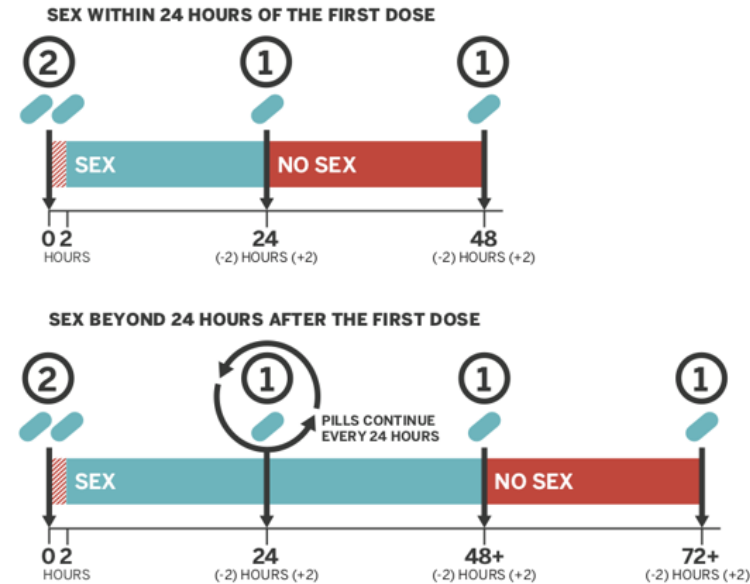 SEX WITHIN 24 HOURS OF THE FIRST DOSE
2 1 1
SEX NO SEX
0 2 24 48
HOURS (-2) HOURS (+2) (-2) HOURS (+2)
SEX BEYOND 24 HOURS AFTER THE FIRST DOSE
2 1 1 1
PILLS CONTINUE
EVERY 24 HOURS
SEX NO SEX
0 2 24 48+ 72+
HOURS (-2) HOURS (+2) (-2) HOURS (+2) (-2) HOURS (+2)